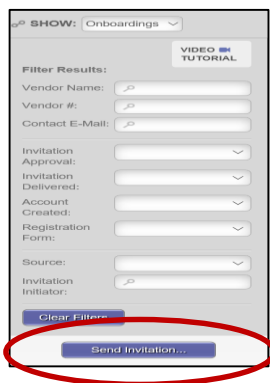 SHOW: Onboardings
VIDEO
TUTORIAL
Filter Results:
Vendor Name:
Vendor #:
Contact E-Mail:
Invitation
Approval:
Invitation
Delivered:
Account
Created:
Registration
Form:
Source:
Invitation
Initiator:
Clear Filters
Send Invitation...